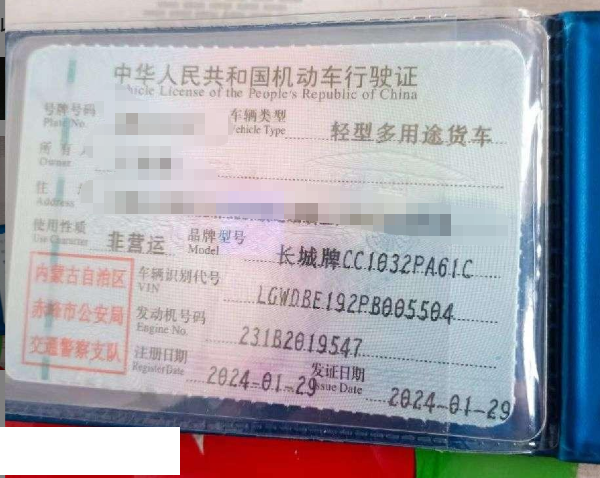 中华人民共和国机动车行驶证
Vehicle License of the People's Republic of China
号牌号码
Plate No.
车辆类型 轻型多用途货车
Vehicle Type
所有人
Owner
住
Address
使用性质 非营运
Use Character
品牌型号 长城牌CC1032PA61C
Model
内蒙古自治区
赤峰市公安局
交通警察支队
车辆识别代号 LGWDBE192PB005504
VIN
发动机号码 231B2019547
Engine No.
注册日期 2024-01-29
Register Date
发证日期 2024-01-29
Issue Date